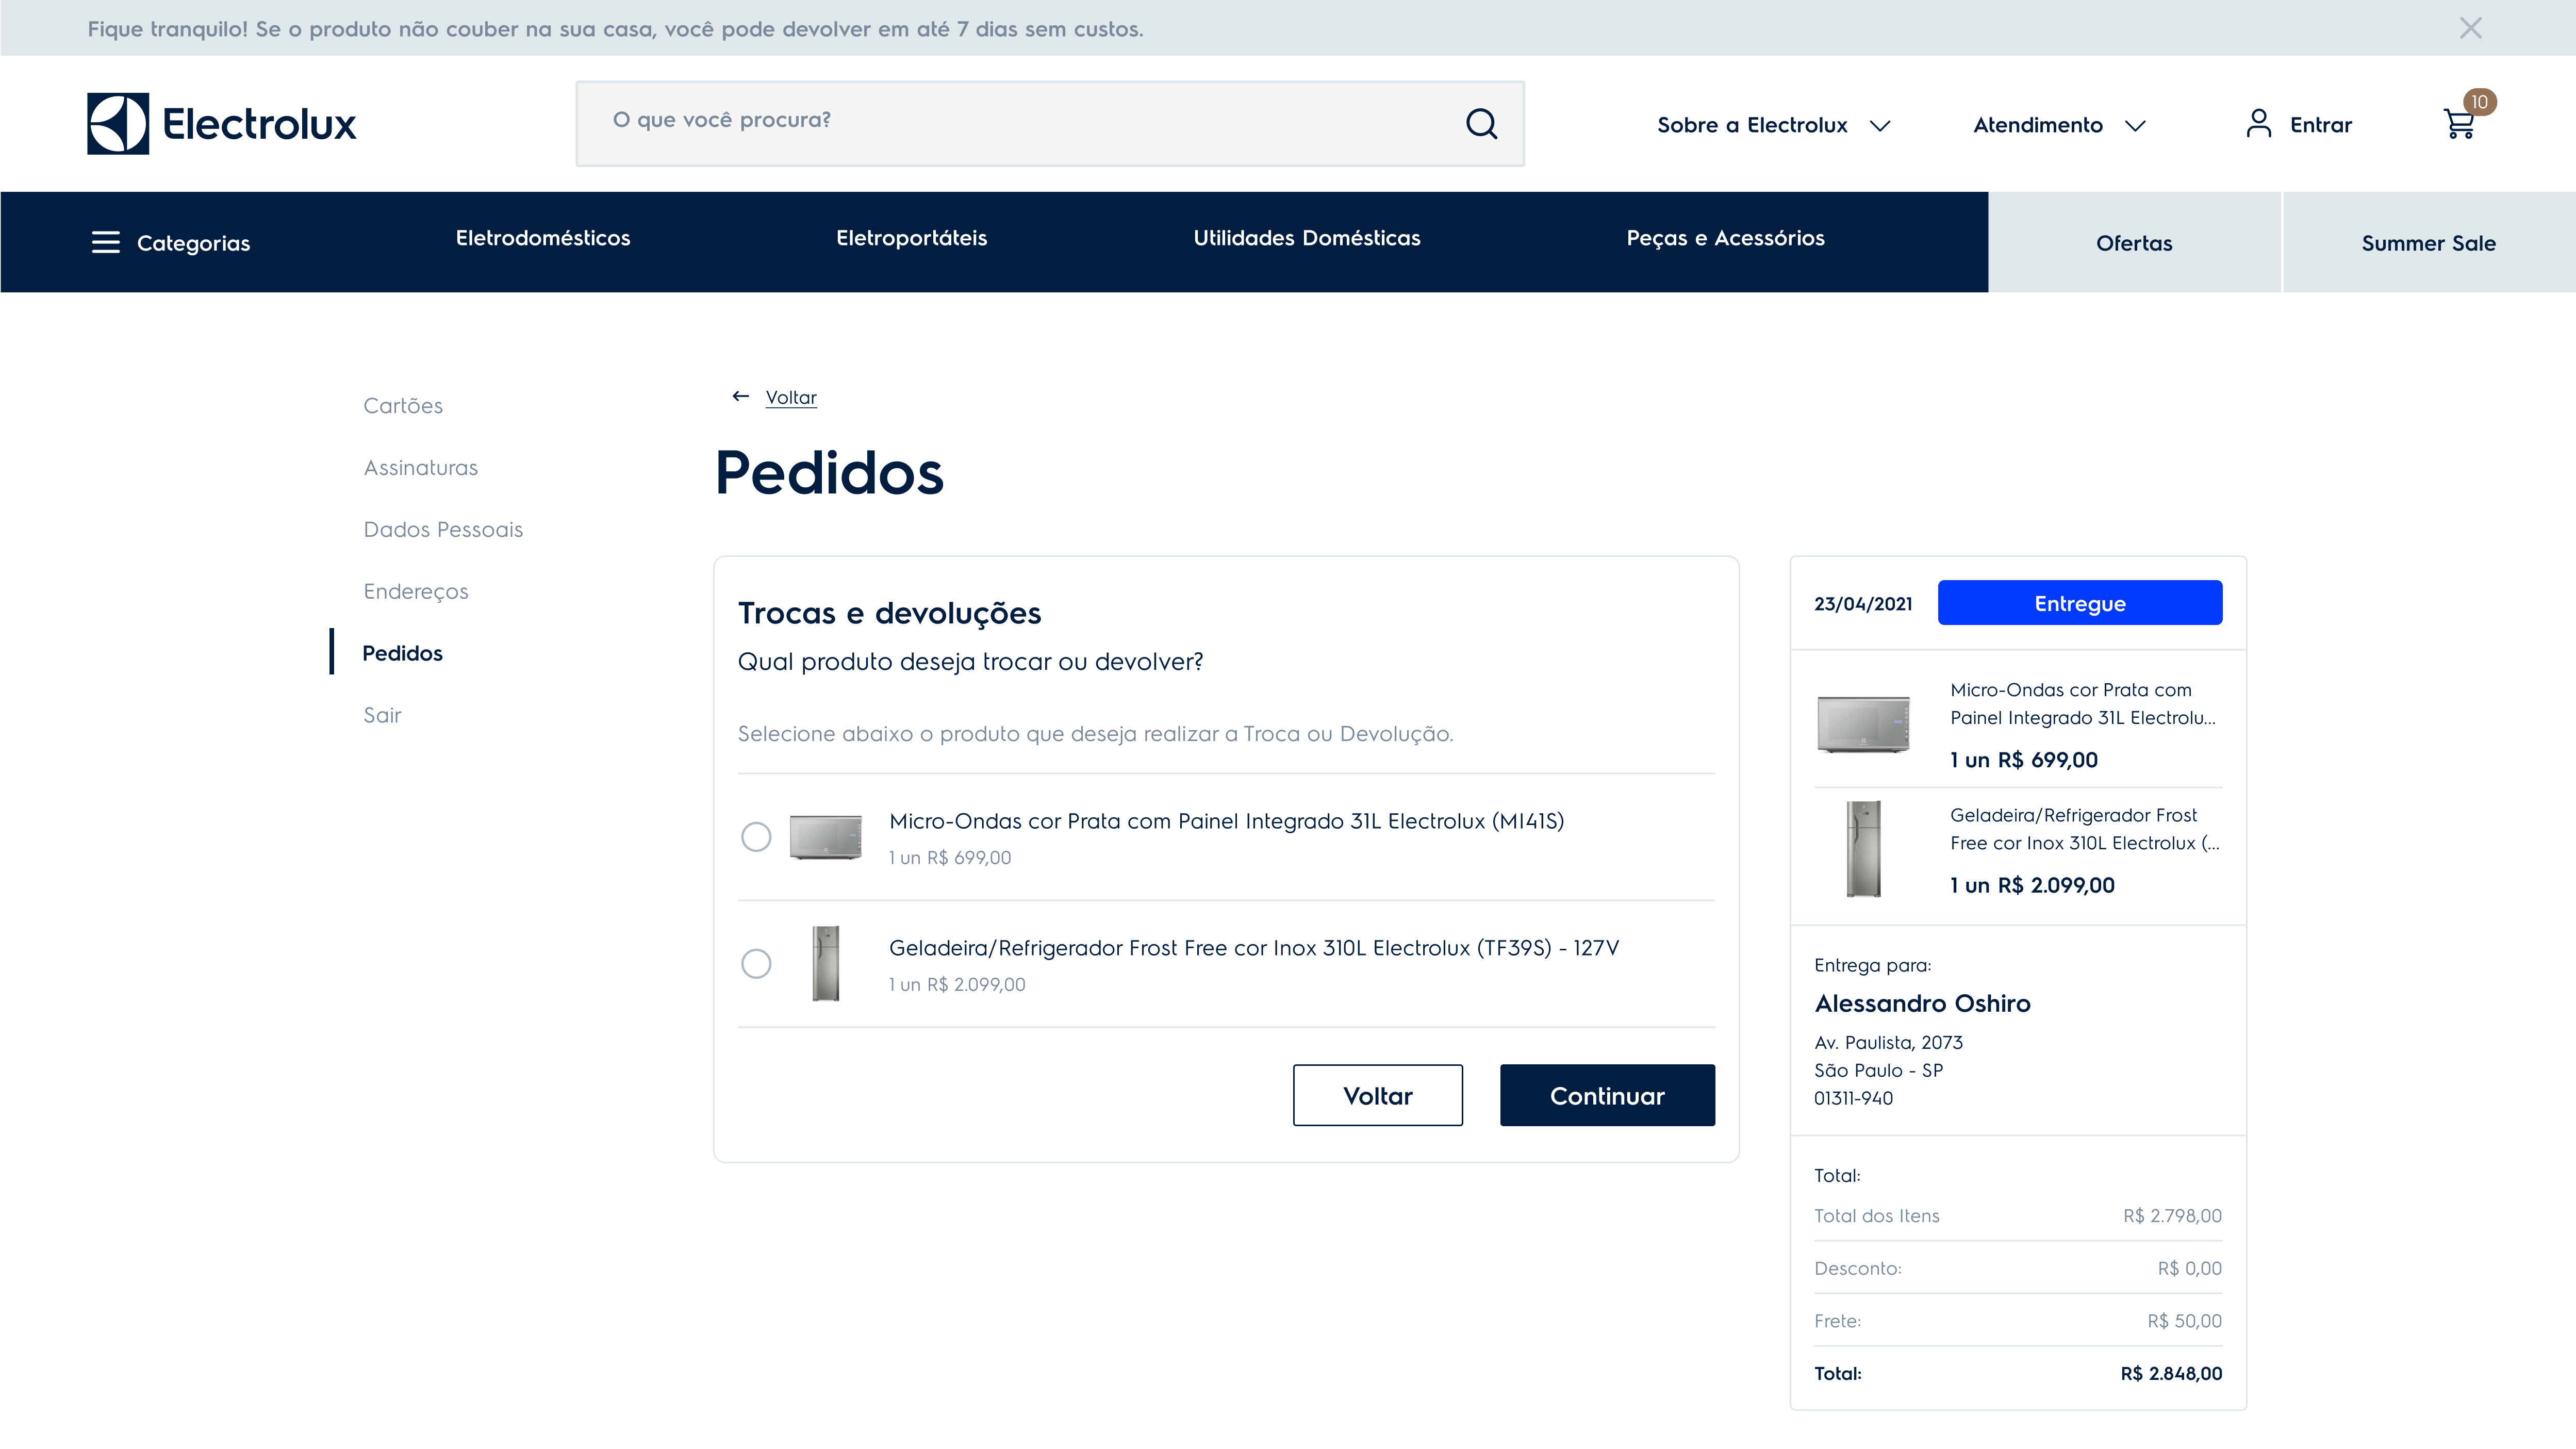 Fique tranquilo! Se o produto não couber na sua casa, você pode devolver em até 7 dias sem custos.
Electrolux
O que você procura?
Sobre a Electrolux
Atendimento
Entrar
10
Categorias
Eletrodomésticos
Eletroportáteis
Utilidades Domésticas
Peças e Acessórios
Ofertas
Summer Sale
Cartões
Assinaturas
Dados Pessoais
Endereços
Pedidos
Sair
Voltar
Pedidos
Trocas e devoluções
Qual produto deseja trocar ou devolver?
Selecione abaixo o produto que deseja realizar a Troca ou Devolução.
Micro-Ondas cor Prata com Painel Integrado 31L Electrolux (MI41S)
1 un R$ 699,00
Geladeira/Refrigerador Frost Free cor Inox 310L Electrolux (TF39S) - 127V
1 un R$ 2.099,00
Voltar
Continuar
23/04/2021
Entregue
Micro-Ondas cor Prata com
Painel Integrado 31L Electrolu...
1 un R$ 699,00
Geladeira/Refrigerador Frost
Free cor Inox 310L Electrolux (...
1 un R$ 2.099,00
Entrega para:
Alessandro Oshiro
Av. Paulista, 2073
São Paulo - SP
01311-940
Total:
Total dos Itens R$ 2.798,00
Desconto: R$ 0,00
Frete: R$ 50,00
Total: R$ 2.848,00